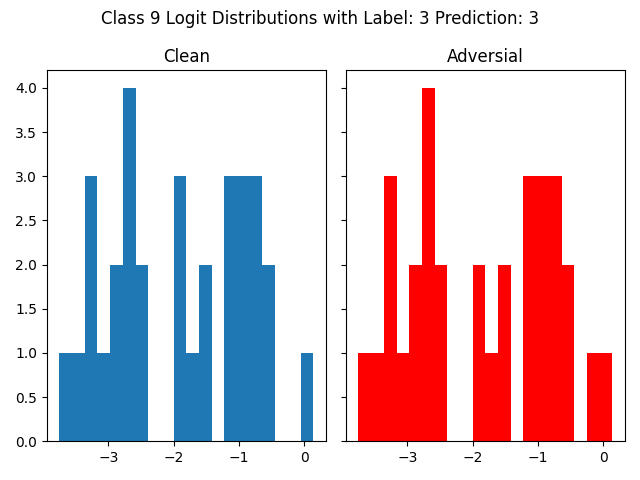 Class 9 Logit Distributions with Label: 3 Prediction: 3
Clean
Adversial
4.0
3.5
3.0
2.5
2.0
1.5
1.0
0.5
0.0
−3 −2 −1 0
−3 −2 −1 0